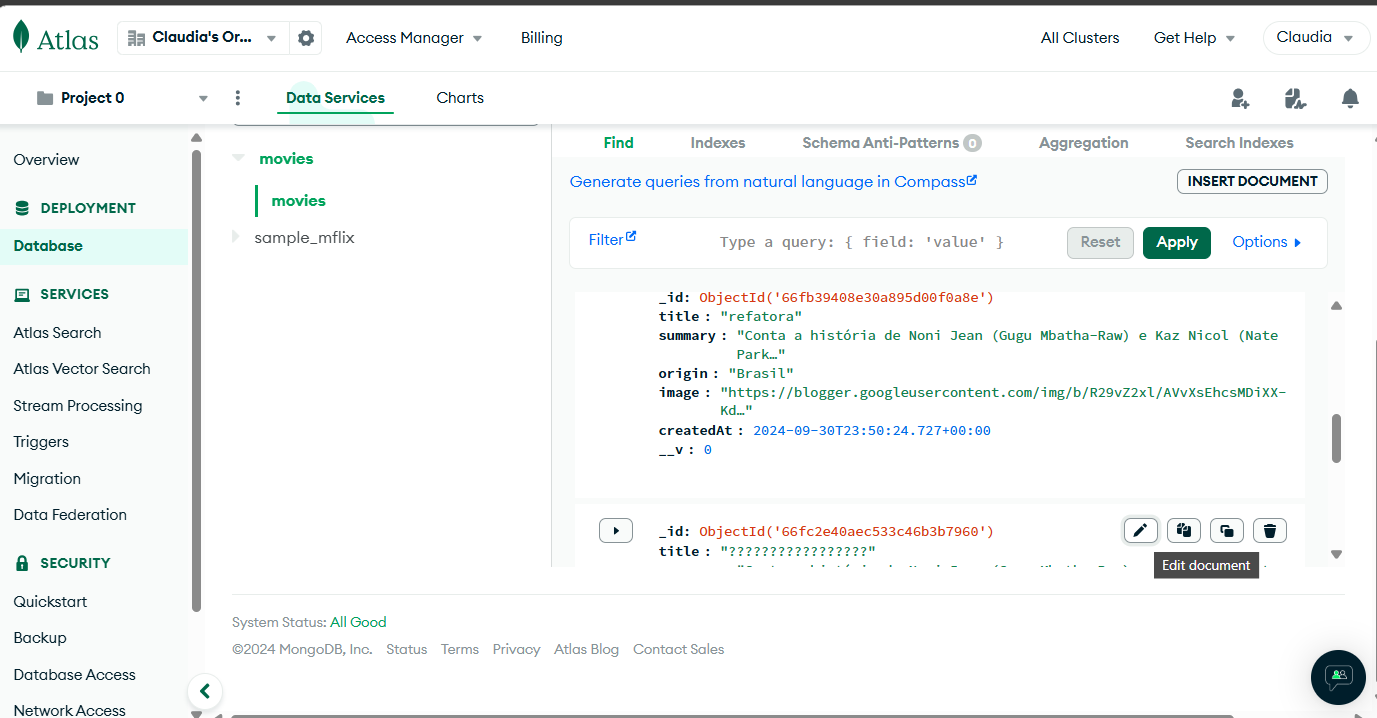 Atlas
Claudia's Or...
Access Manager
Billing
All Clusters
Get Help
Claudia
Project 0
Data Services
Charts
Overview
DEPLOYMENT
Database
SERVICES
Atlas Search
Atlas Vector Search
Stream Processing
Triggers
Migration
Data Federation
SECURITY
Quickstart
Backup
Database Access
Network Access
movies
movies
sample_mflix
Find
Indexes
Schema Anti-Patterns 0
Aggregation
Search Indexes
Generate queries from natural language in Compass
INSERT DOCUMENT
Filter
Type a query: { field: 'value' }
Reset
Apply
Options
_id: ObjectId('66fb39408e30a895d00f0a8e')
title : "refatora"
summary : "Conta a história de Noni Jean (Gugu Mbatha-Raw) e Kaz Nicol (Nate
Park…"
origin : "Brasil"
image : "https://blogger.googleusercontent.com/img/b/R29vZ2xl/AVvXsEhcsMDiXX-
Kd…"
createdAt : 2024-09-30T23:50:24.727+00:00
__v : 0
_id: ObjectId('66fc2e40aec533c46b3b7960')
title : "?????????????????"
Edit document
System Status: All Good
©2024 MongoDB, Inc.
Status
Terms
Privacy
Atlas Blog
Contact Sales